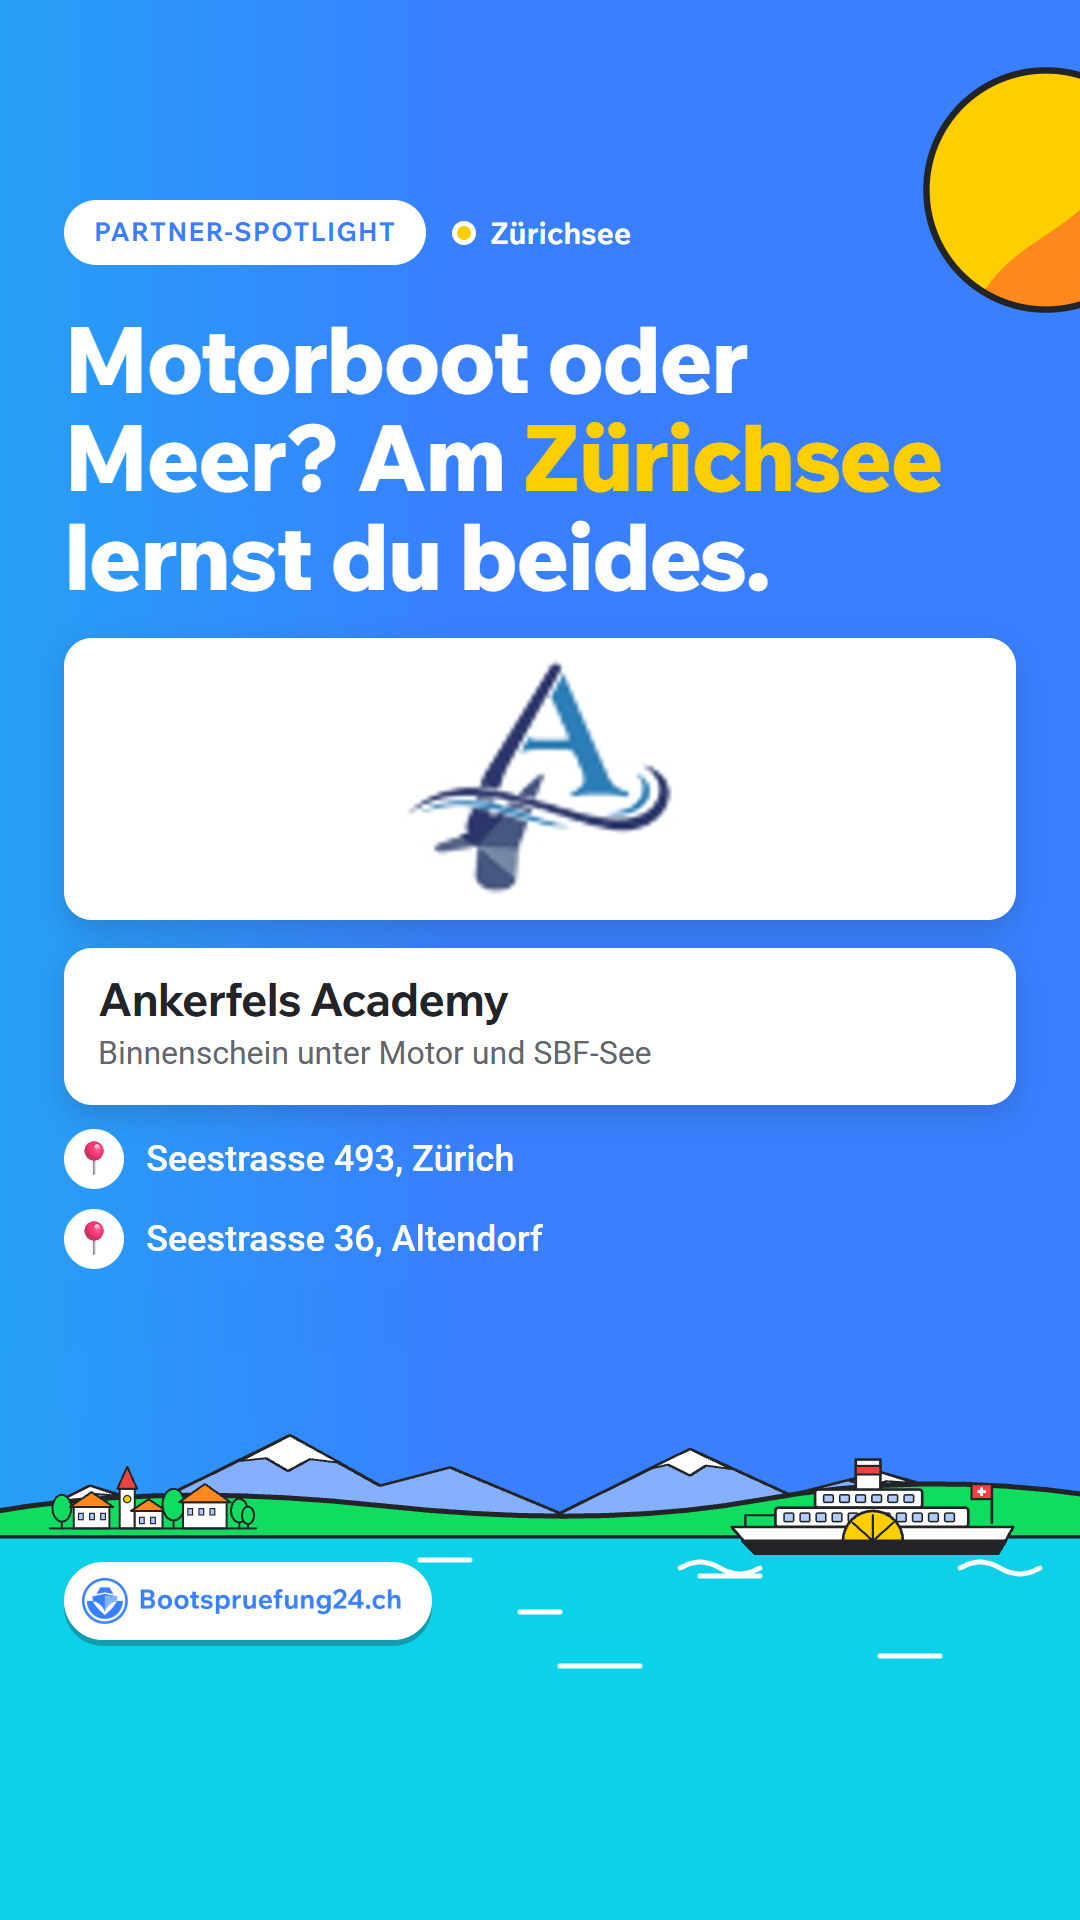 PARTNER-SPOTLIGHT
Zürichsee
Motorboot oder
Meer? Am Zürichsee
lernst du beides.
A
Ankerfels Academy
Binnenschein unter Motor und SBF-See
Seestrasse 493, Zürich
Seestrasse 36, Altendorf
Bootspruefung24.ch